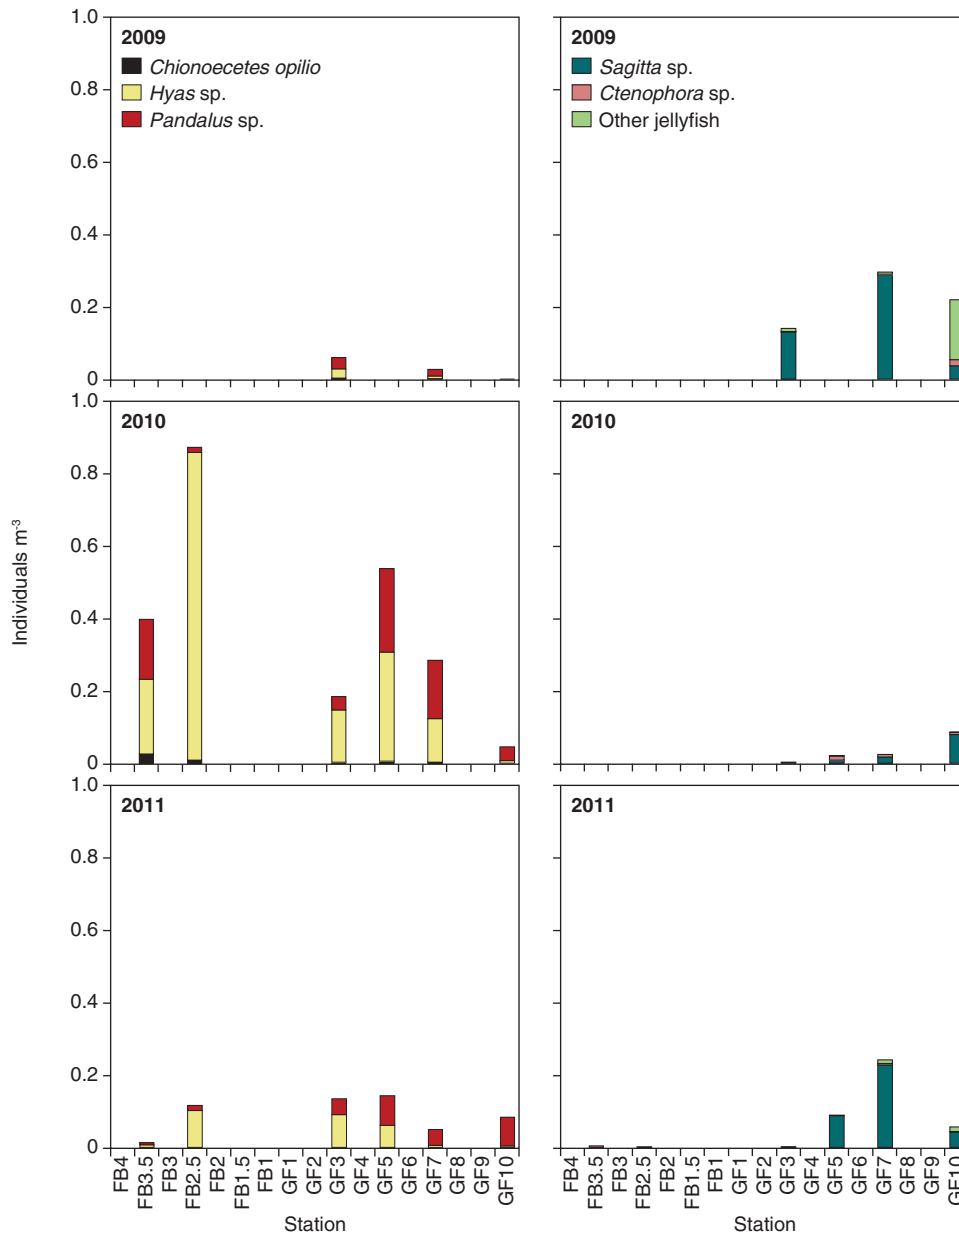 1.0
0.8
0.6
0.4
0.2
0
2009
Chionoecetes opilio
Hyas sp.
Pandalus sp.
2009
Sagitta sp.
Ctenophora sp.
Other jellyfish
1.0
0.8
0.6
0.4
0.2
0
2010
2010
Individuals m-3
1.0
0.8
0.6
0.4
0.2
0
2011
2011
FB4
FB3.5
FB3
FB2.5
FB2
FB1.5
FB1
GF1
GF2
GF3
GF4
GF5
GF6
GF7
GF8
GF9
GF10
Station
FB4
FB3.5
FB3
FB2.5
FB2
FB1.5
FB1
GF1
GF2
GF3
GF4
GF5
GF6
GF7
GF8
GF9
GF10
Station